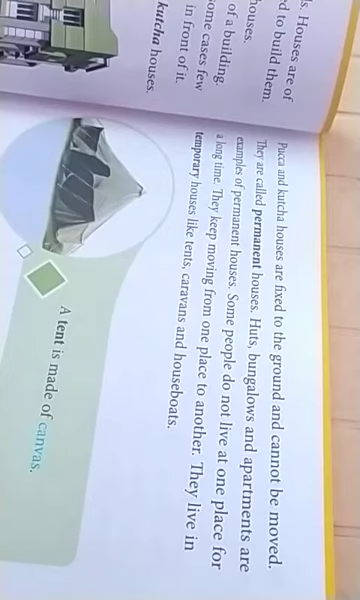 s. Houses are of
d to build them.
houses.
of a building.
ome cases few
in front of it.
kutcha houses.
Pucca and kutcha houses are fixed to the ground and cannot be moved.
They are called permanent houses. Huts, bungalows and apartments are
examples of permanent houses. Some people do not live at one place for
a long time. They keep moving from one place to another. They live in
temporary houses like tents, caravans and houseboats.
A tent is made of canvas.